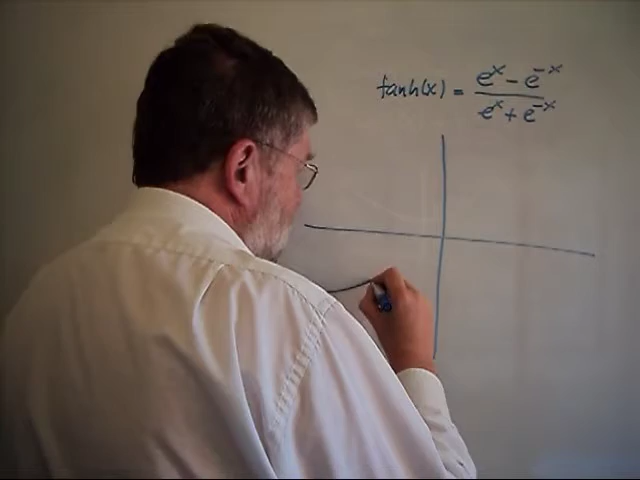 tanh(x) = (e^x - e^-x)/(e^x + e^-x)